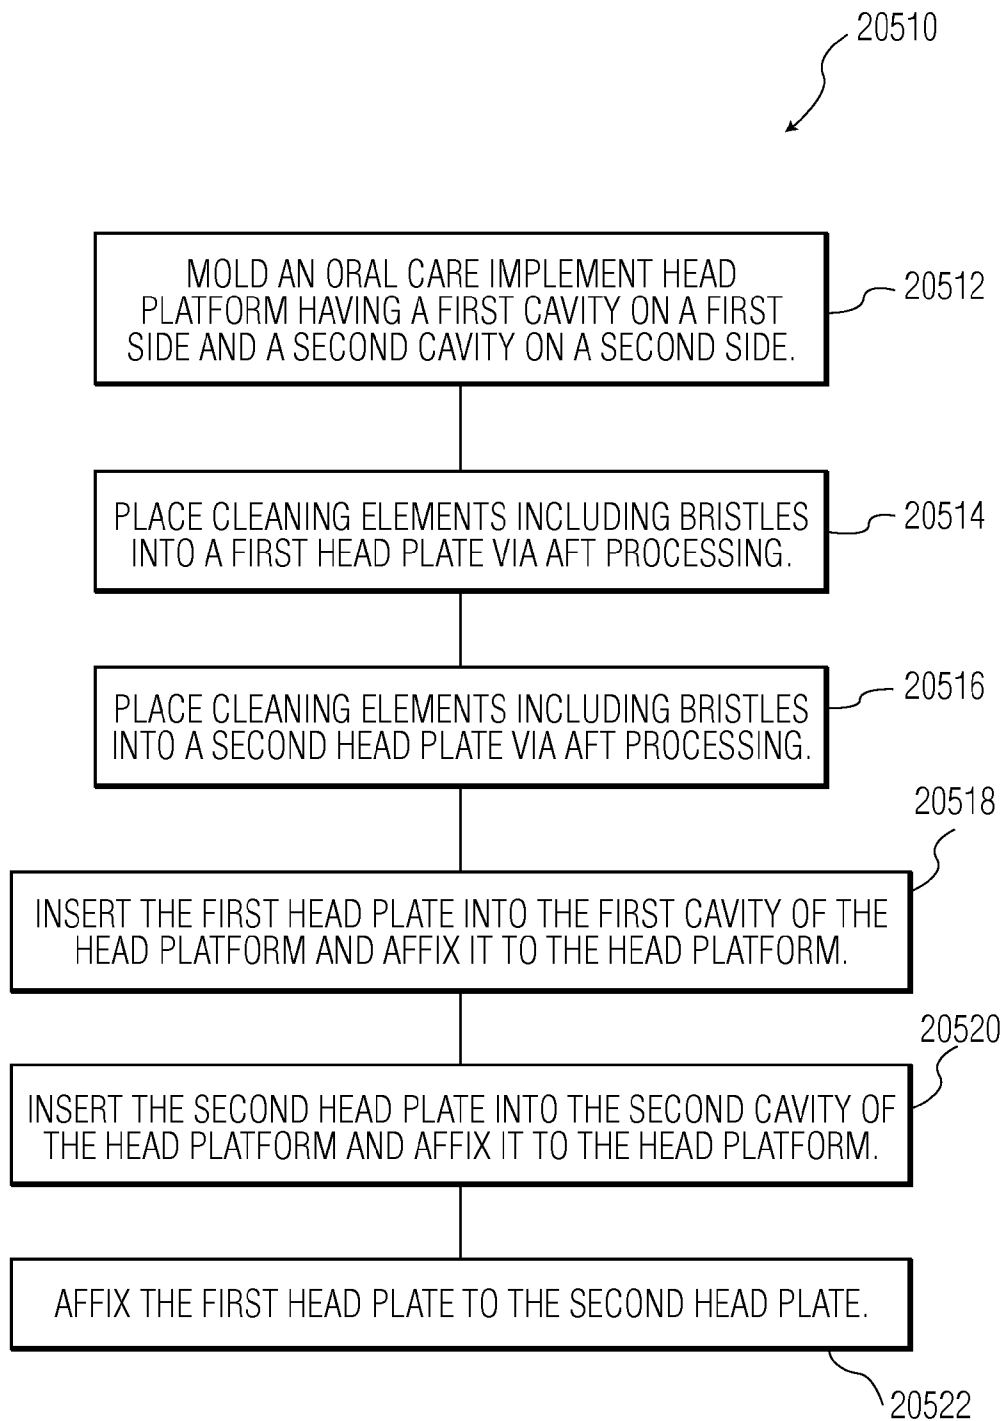 20510
MOLD AN ORAL CARE IMPLEMENT HEAD
PLATFORM HAVING A FIRST CAVITY ON A FIRST
SIDE AND A SECOND CAVITY ON A SECOND SIDE.
20512
PLACE CLEANING ELEMENTS INCLUDING BRISTLES
INTO A FIRST HEAD PLATE VIA AFT PROCESSING.
20514
PLACE CLEANING ELEMENTS INCLUDING BRISTLES
INTO A SECOND HEAD PLATE VIA AFT PROCESSING.
20516
INSERT THE FIRST HEAD PLATE INTO THE FIRST CAVITY OF THE
HEAD PLATFORM AND AFFIX IT TO THE HEAD PLATFORM.
20518
INSERT THE SECOND HEAD PLATE INTO THE SECOND CAVITY OF
THE HEAD PLATFORM AND AFFIX IT TO THE HEAD PLATFORM.
20520
AFFIX THE FIRST HEAD PLATE TO THE SECOND HEAD PLATE.
20522